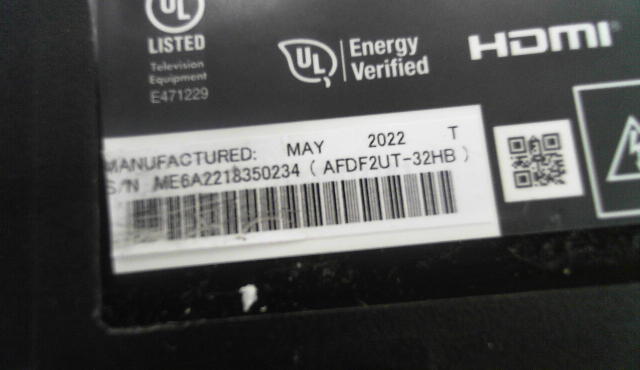 UL
LISTED
Television
Equipment
E471229
UL Energy
Verified
HDMI
MANUFACTURED: MAY 2022 T
S/N ME6A2218350234 ( AFDF2UT-32HB )